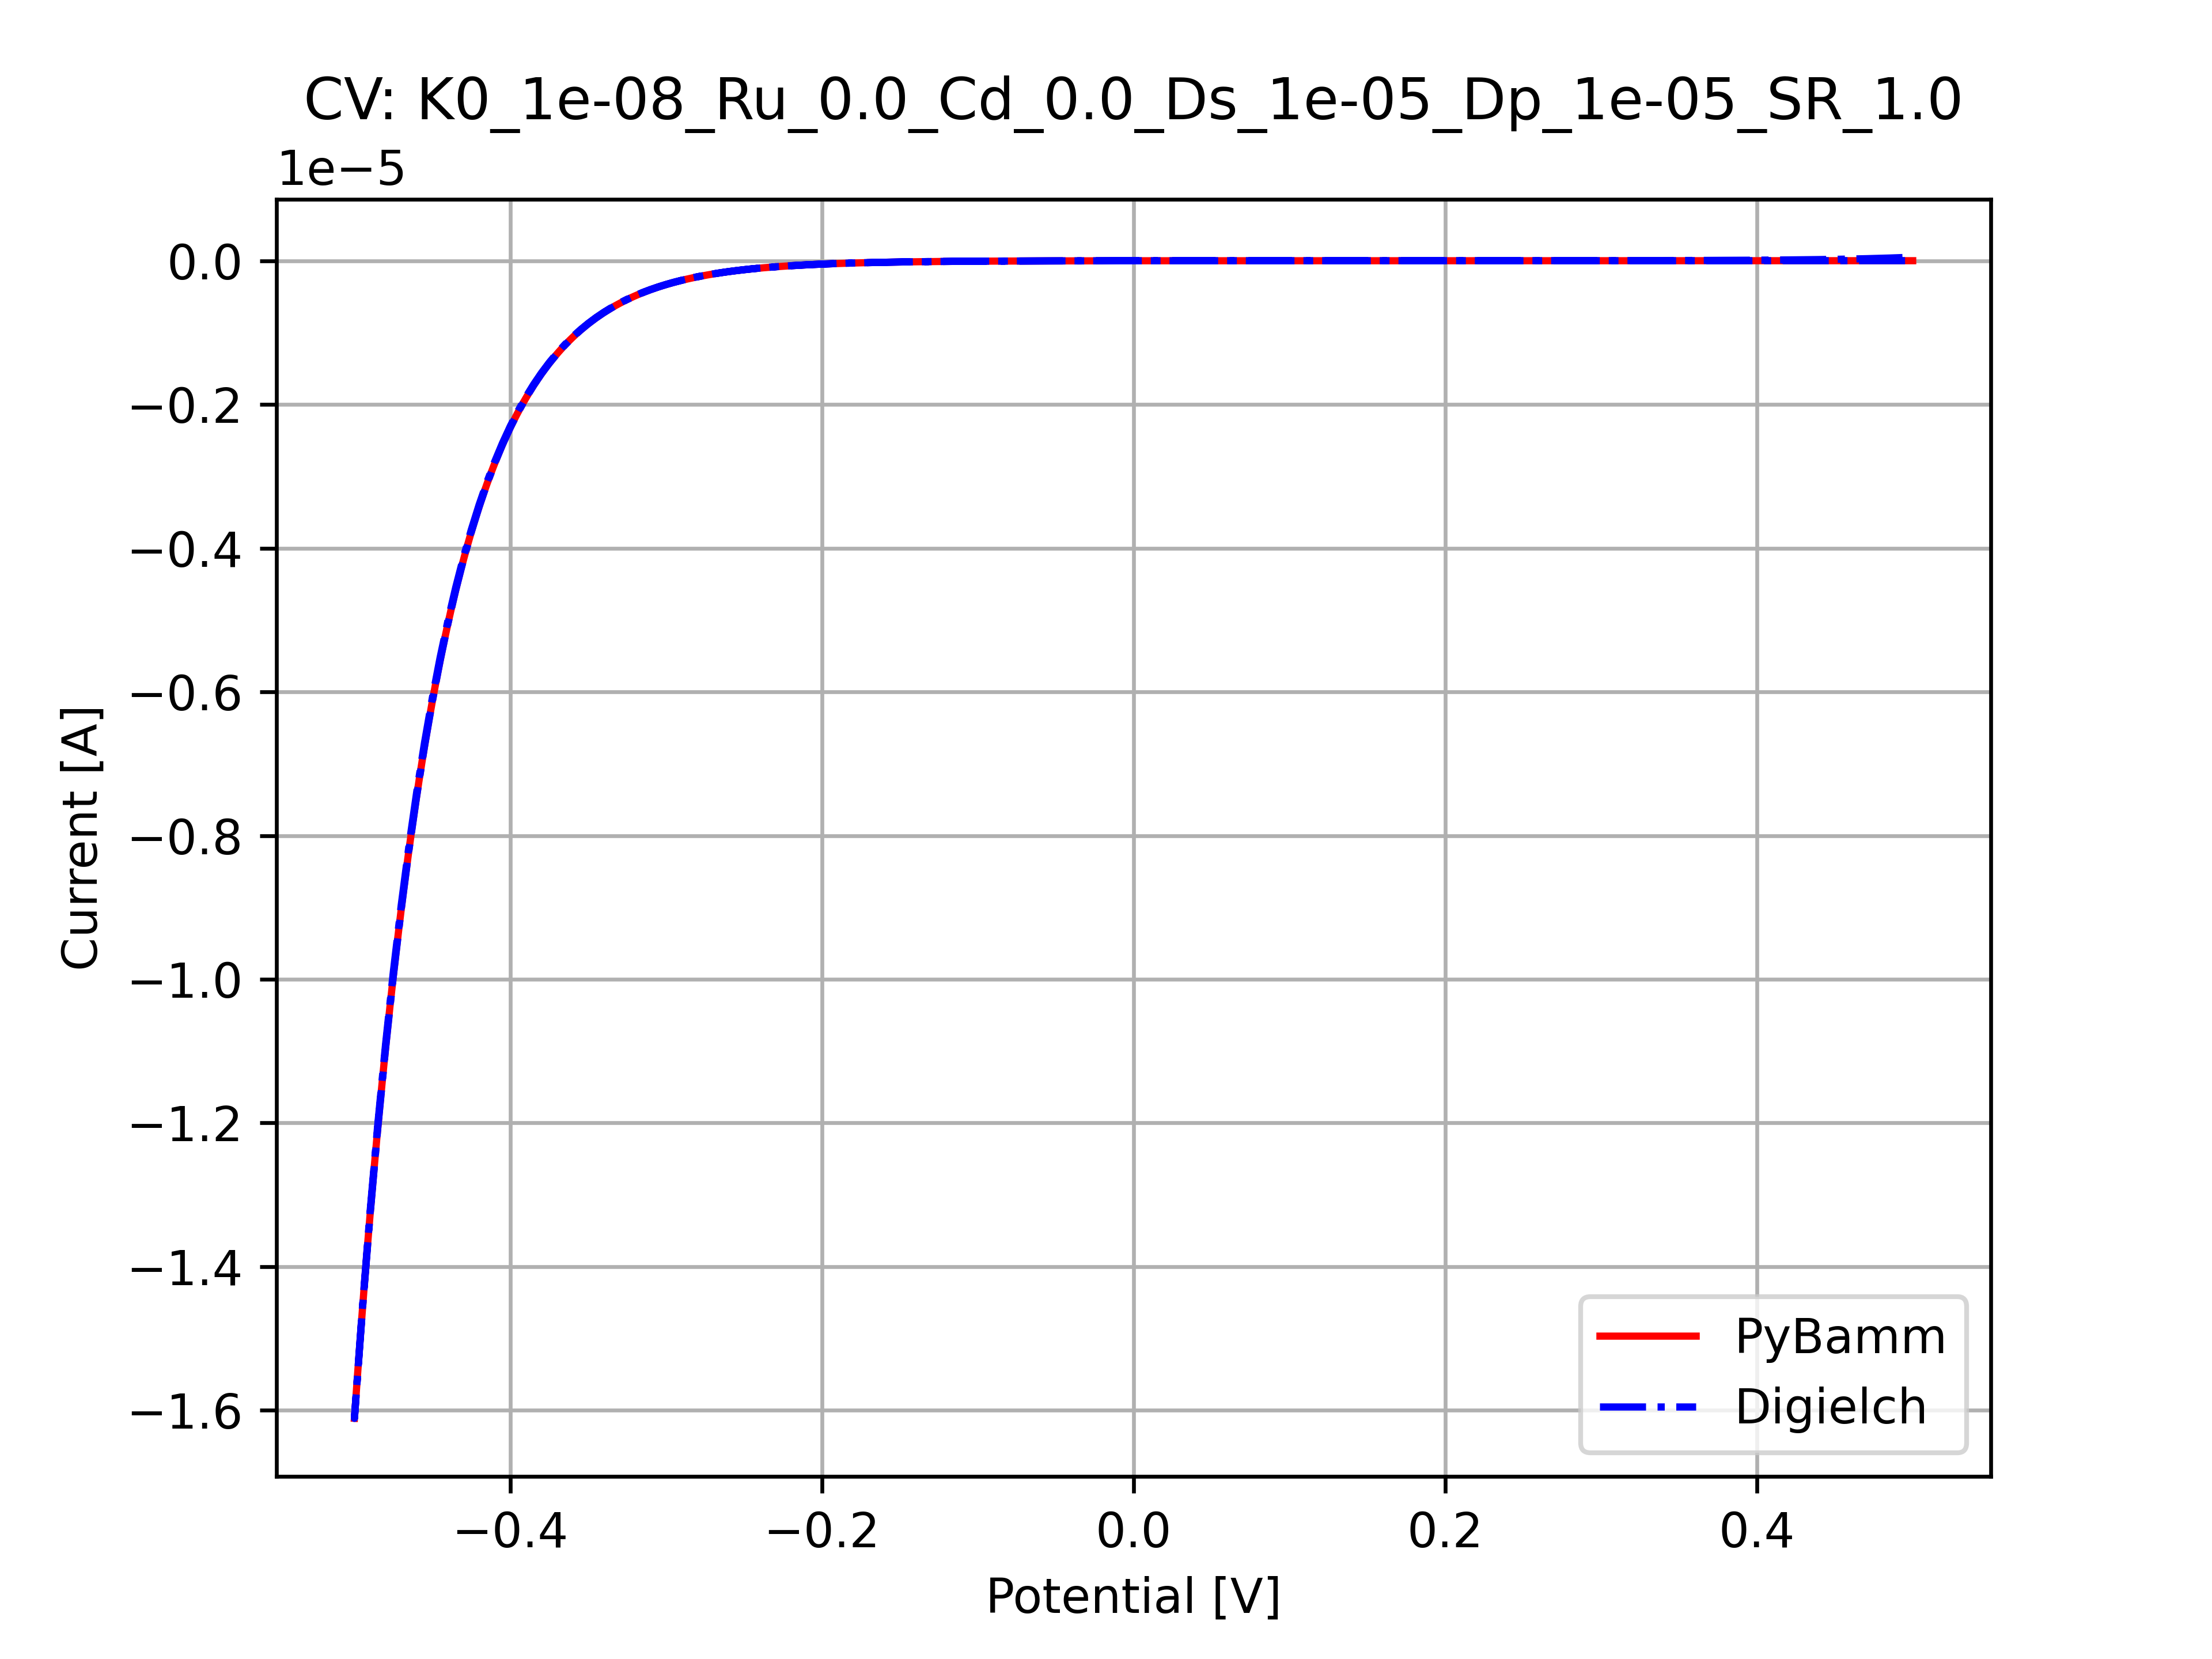 CV: K0_1e-08_Ru_0.0_Cd_0.0_Ds_1e-05_Dp_1e-05_SR_1.0
1e−5
0.0
−0.2
−0.4
−0.6
−0.8
−1.0
−1.2
−1.4
−1.6
Current [A]
PyBamm
Digielch
−0.4 −0.2 0.0 0.2 0.4
Potential [V]